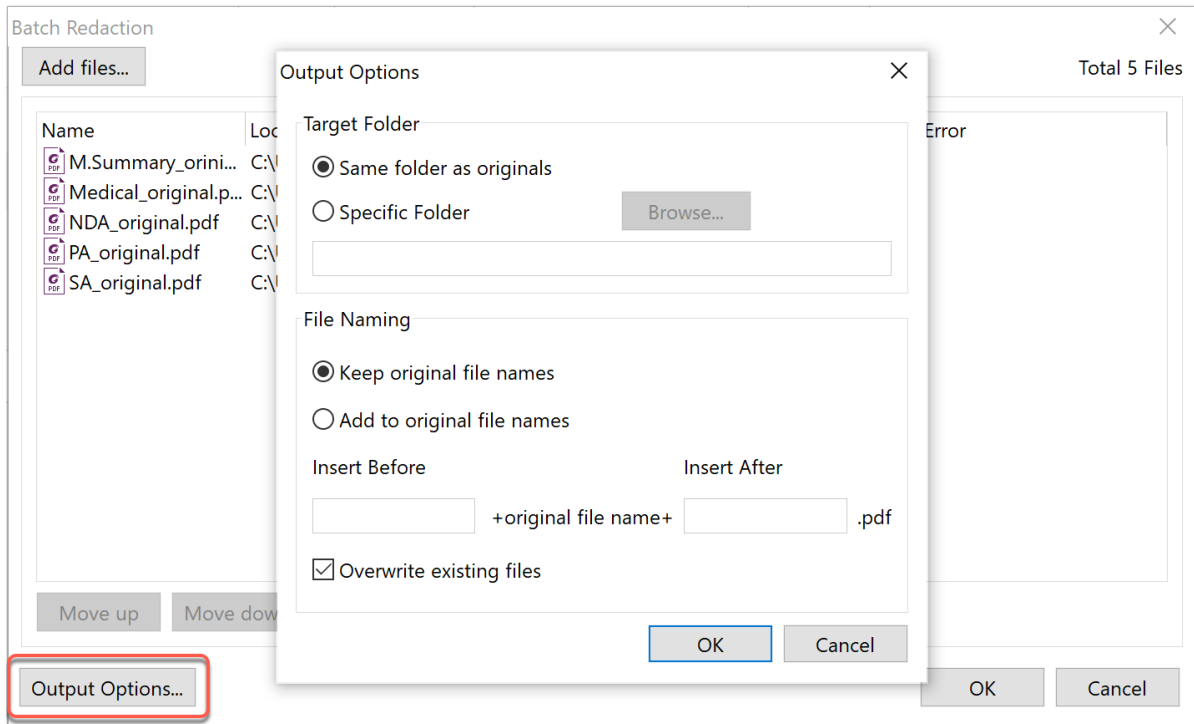 Batch Redaction
Add files...
Total 5 Files
Name
Error
M.Summary_orini...
C:\
Medical_original.p...
C:\
NDA_original.pdf
C:\
PA_original.pdf
C:\
SA_original.pdf
C:\
Move up
Move dow
Output Options...
OK
Cancel
Output Options
Target Folder
Same folder as originals
Specific Folder
Browse...
File Naming
Keep original file names
Add to original file names
Insert Before
Insert After
+original file name+
.pdf
Overwrite existing files
OK
Cancel